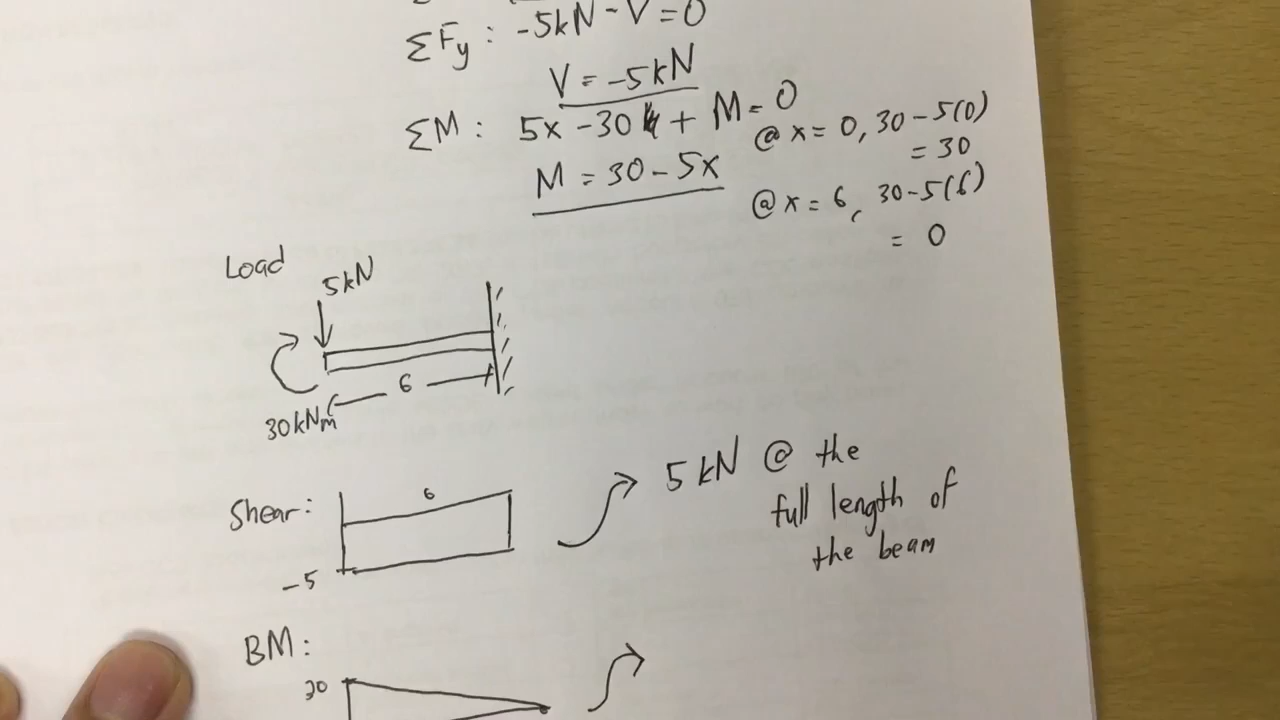 ΣFy : -5kN - V = 0
V = -5kN
ΣM : 5x - 30 + M = 0
M = 30 - 5x
@ x = 0, 30 - 5(0)
= 30
@ x = 6, 30 - 5(6)
= 0
Load
5kN
6
30kNm
Shear:
6
-5
5 kN @ the
full length of
the beam
BM:
30